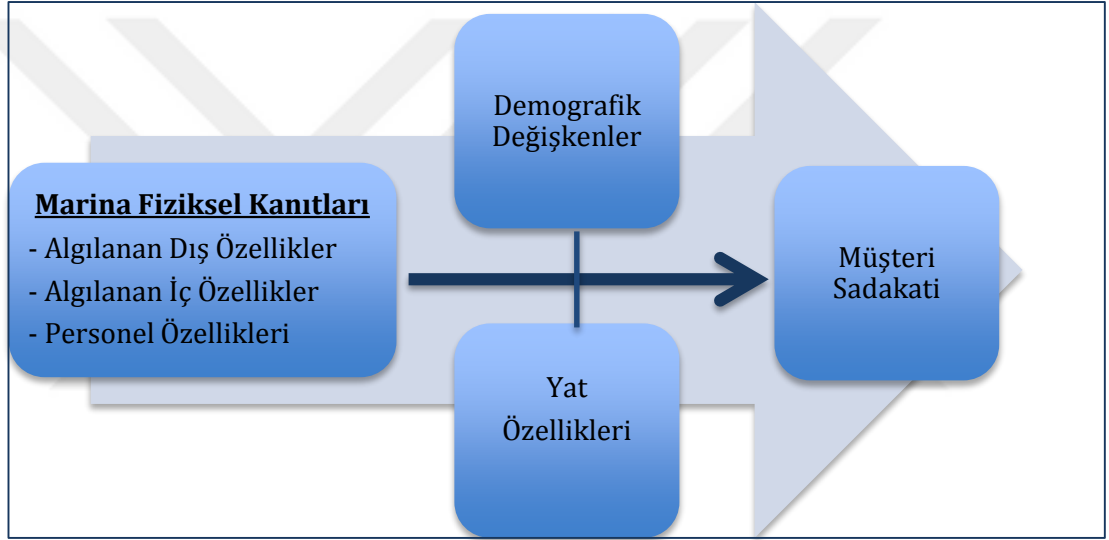 Demografik
Değişkenler
Marina Fiziksel Kanıtları
- Algılanan Dış Özellikler
- Algılanan İç Özellikler
- Personel Özellikleri
Müşteri
Sadakati
Yat
Özellikleri